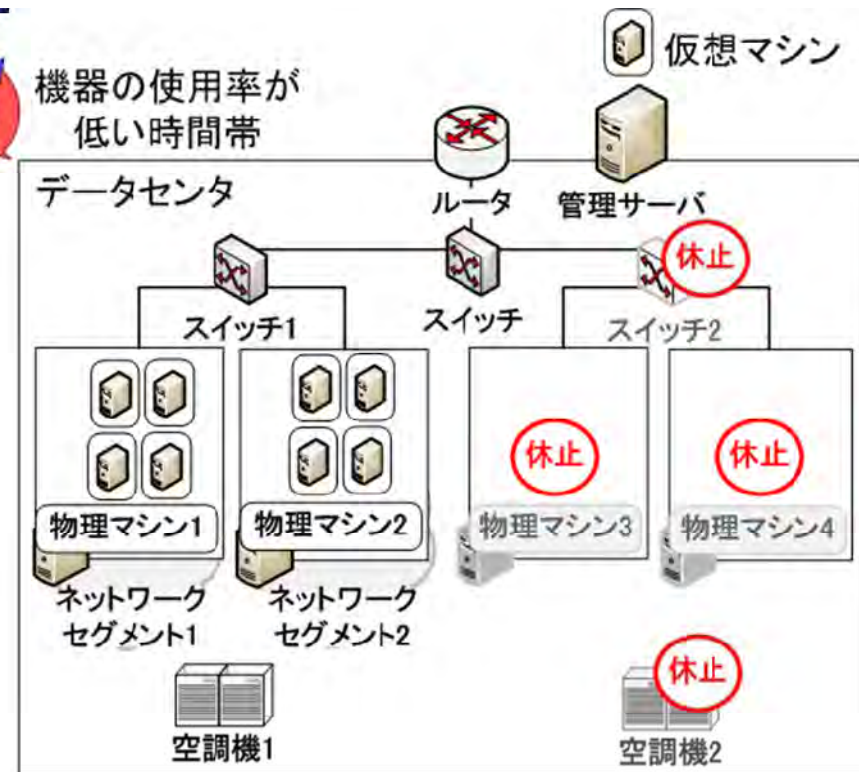 仮想マシン
機器の使用率が
低い時間帯
データセンタ
ルータ
管理サーバ
休止
スイッチ1
スイッチ
スイッチ2
休止
休止
物理マシン1
物理マシン2
物理マシン3
物理マシン4
ネットワーク
セグメント1
ネットワーク
セグメント2
休止
空調機1
空調機2